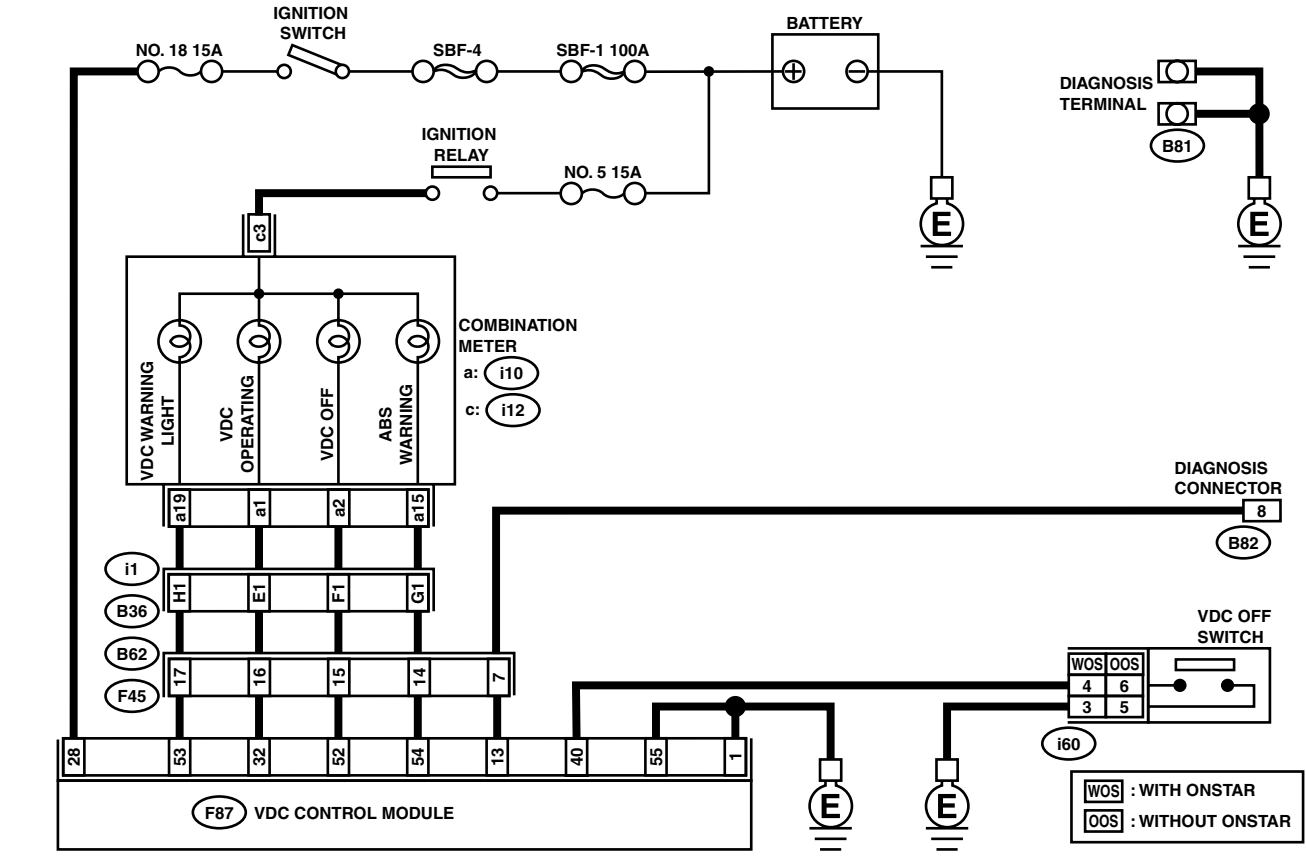 IGNITION
SWITCH
BATTERY
NO. 18 15A
SBF-4
SBF-1 100A
DIAGNOSIS
TERMINAL
B81
IGNITION
RELAY
NO. 5 15A
E
E
c3
COMBINATION
METER
a: i10
c: i12
VDC WARNING
LIGHT
VDC
OPERATING
VDC OFF
ABS
WARNING
a19
a1
a2
a15
DIAGNOSIS
CONNECTOR
8
B82
i1
H1
E1
F1
G1
B36
B62
17
16
15
14
7
F45
VDC OFF
SWITCH
WOS OOS
4 6
3 5
i60
28
53
32
52
54
13
40
55
1
F87 VDC CONTROL MODULE
E
E
WOS : WITH ONSTAR
OOS : WITHOUT ONSTAR